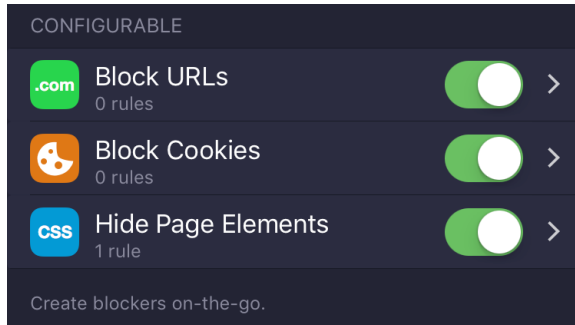 CONFIGURABLE
.com
Block URLs
0 rules
Block Cookies
0 rules
CSS
Hide Page Elements
1 rule
Create blockers on-the-go.